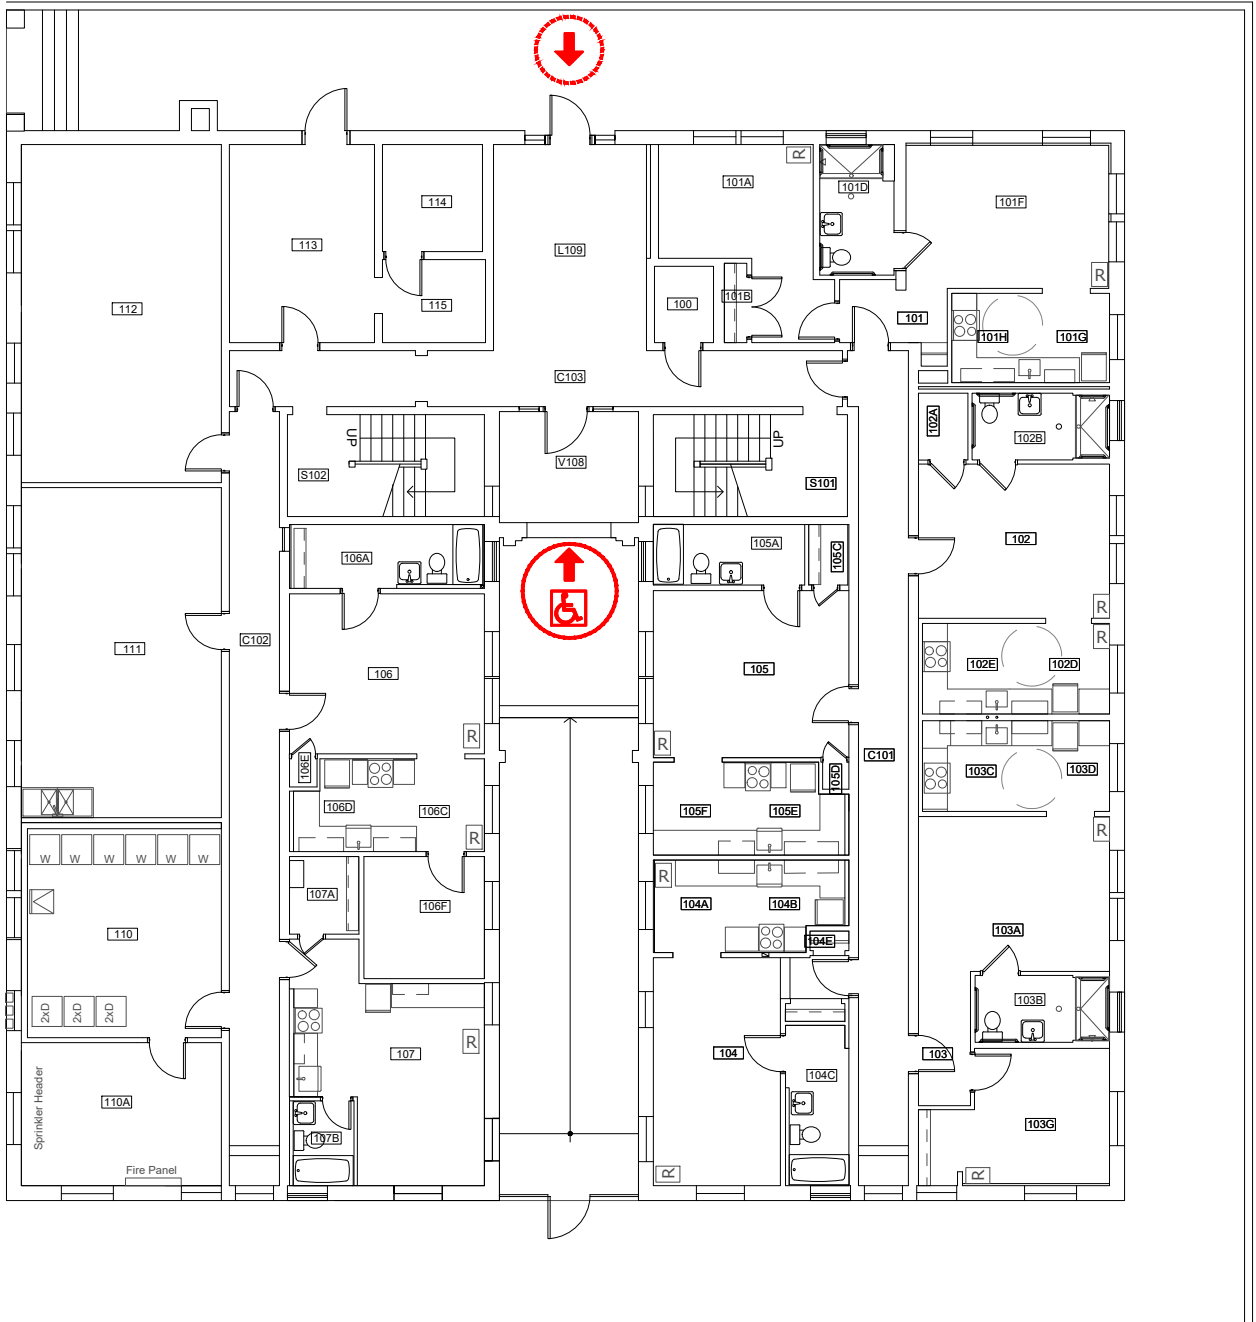 R
101A
101D
101F
114
113
L109
R
115
100
101B
112
101
101H
101G
C103
102A
102B
UP
UP
V108
S102
S101
102
106A
105A
105C
R
R
C102
111
106
105
102E
102D
R
R
C101
106E
105D
103C
103D
106D
106C
105F
105E
R
R
W
W
W
W
W
W
R
107A
106F
104A
104B
110
104E
103A
2xD
2xD
2xD
103B
R
107
104
103
104C
Sprinkler Header
110A
103G
107B
Fire Panel
R
R